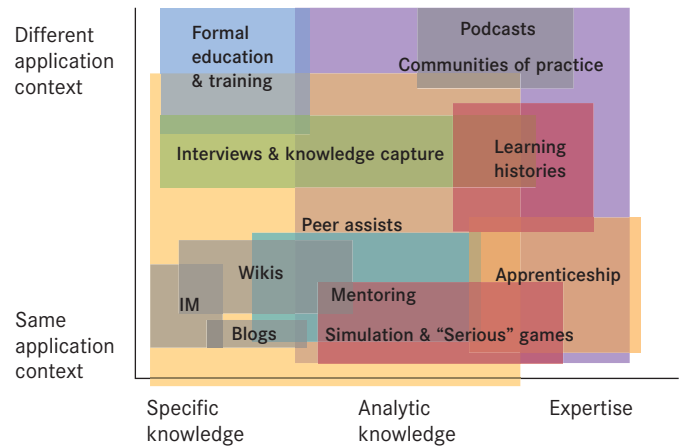 Different
application
context
Formal
education
& training
Podcasts
Communities of practice
Interviews & knowledge capture
Learning
histories
Peer assists
Wikis
Apprenticeship
IM
Mentoring
Blogs
Simulation & “Serious” games
Same
application
context
Specific
knowledge
Analytic
knowledge
Expertise